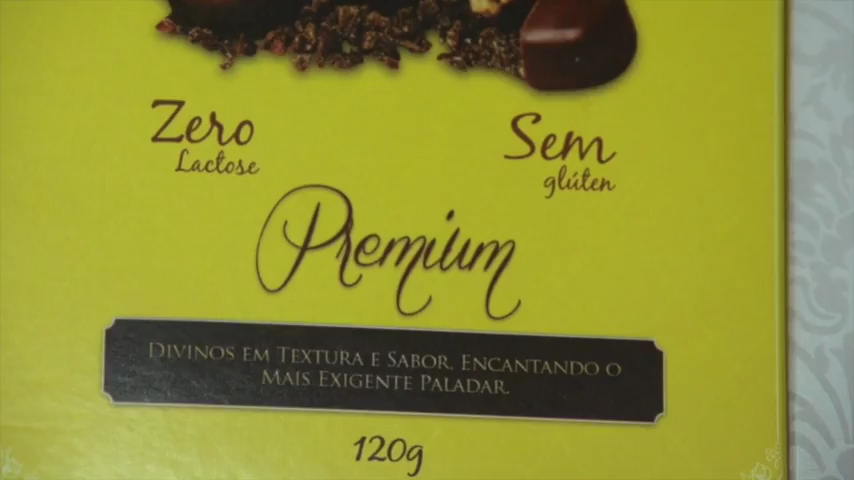 Zero
Lactose
Sem
glúten
Premium
DIVINOS EM TEXTURA E SABOR, ENCANTANDO O
MAIS EXIGENTE PALADAR.
120g